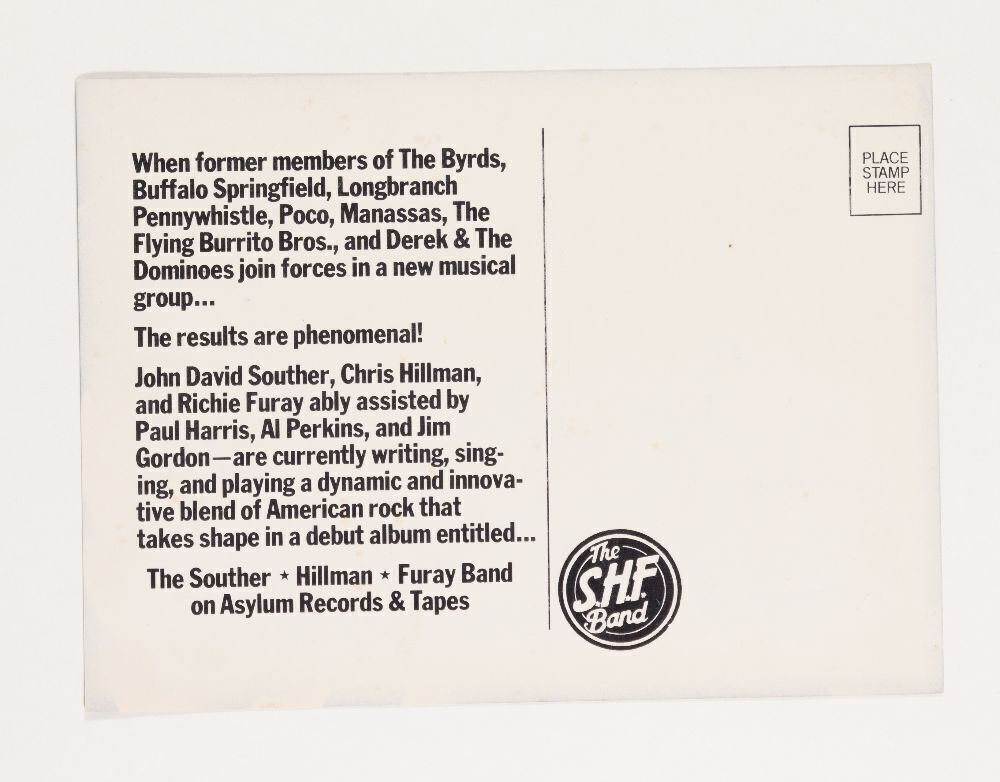 When former members of The Byrds,
Buffalo Springfield, Longbranch
Pennywhistle, Poco, Manassas, The
Flying Burrito Bros., and Derek & The
Dominoes join forces in a new musical
group...
The results are phenomenal!
John David Souther, Chris Hillman,
and Richie Furay ably assisted by
Paul Harris, Al Perkins, and Jim
Gordon—are currently writing, sing-
ing, and playing a dynamic and innova-
tive blend of American rock that
takes shape in a debut album entitled...
The Souther ★ Hillman ★ Furay Band
on Asylum Records & Tapes
PLACE
STAMP
HERE
The
S.H.F.
Band